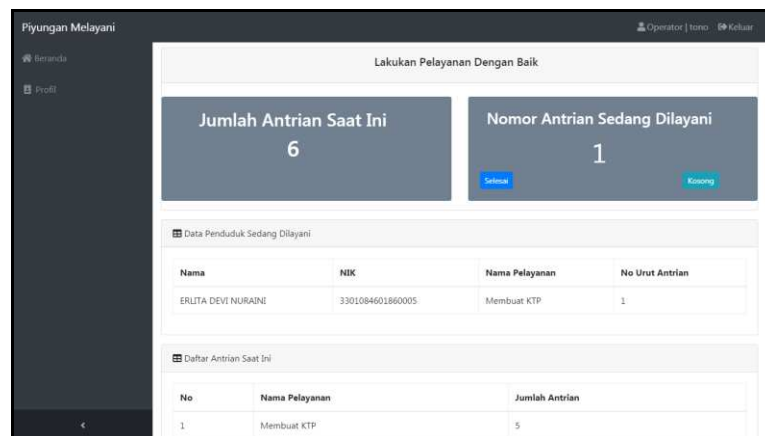 Piyungan Melayani
Operator | tono Keluar
Beranda
Profil
Lakukan Pelayanan Dengan Baik
Jumlah Antrian Saat Ini
6
Nomor Antrian Sedang Dilayani
1
Selesai
Kosong
Data Penduduk Sedang Dilayani
Nama NIK Nama Pelayanan No Urut Antrian
ERLITA DEVI NURAINI 3301084601860005 Membuat KTP 1
Daftar Antrian Saat Ini
No Nama Pelayanan Jumlah Antrian
1 Membuat KTP 5